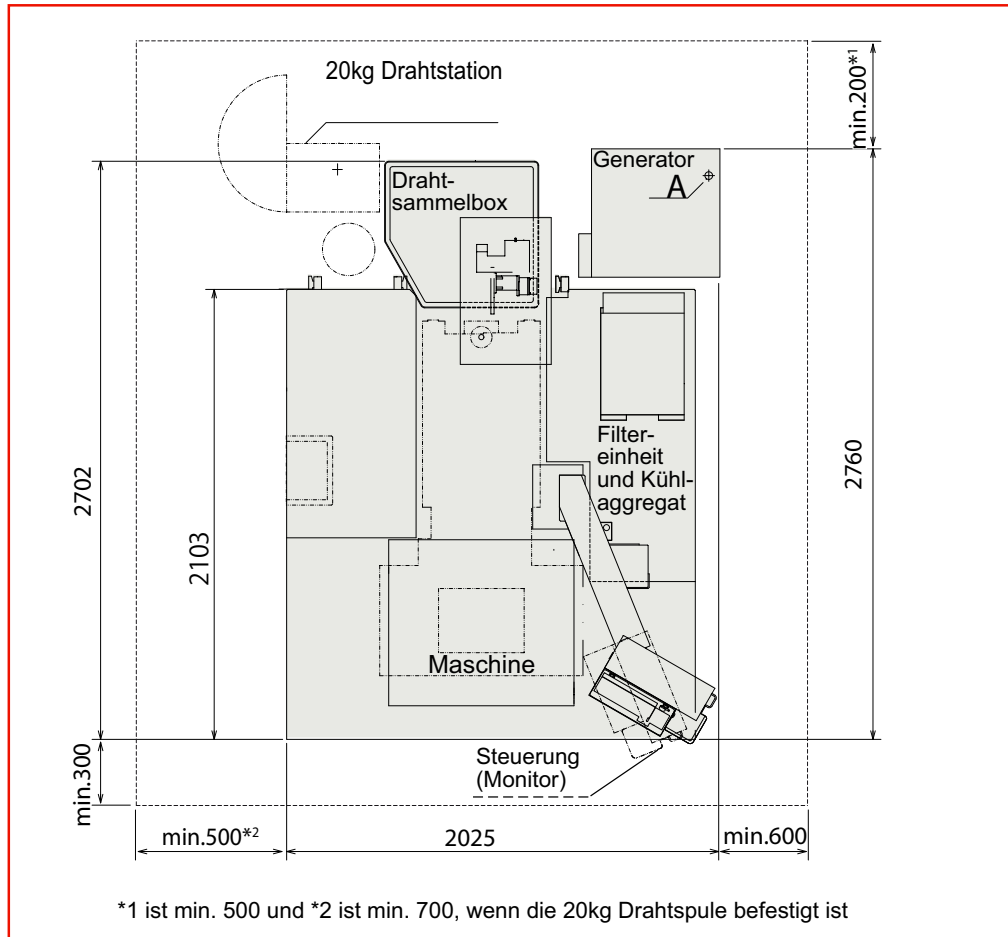 20kg Drahtstation
min.200*1
Generator
A
Draht-
sammelbox
Filter-
einheit
und Kühl-
aggregat
2702
2103
2760
Maschine
Steuerung
(Monitor)
min.300
min.500*2
2025
min.600
*1 ist min. 500 und *2 ist min. 700, wenn die 20kg Drahtspule befestigt ist